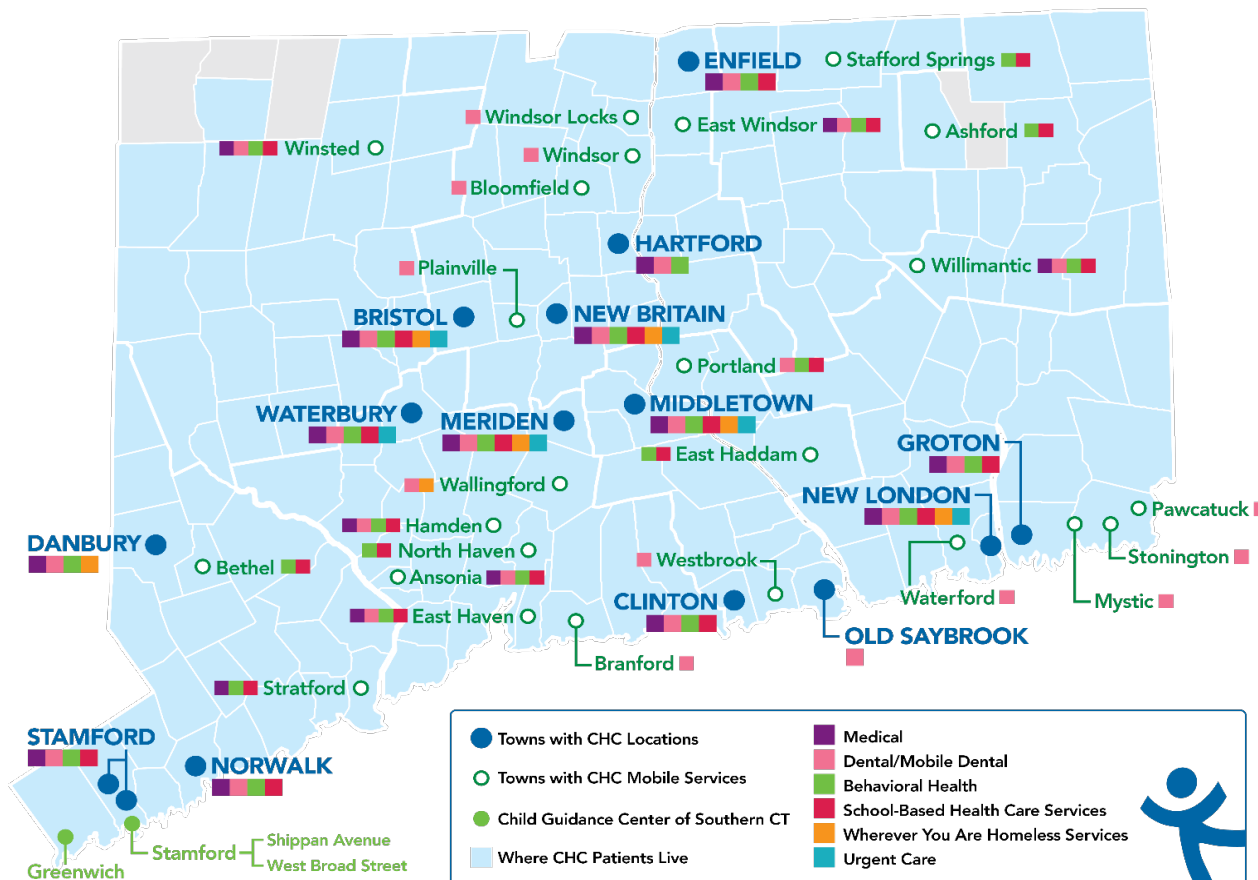 ENFIELD
Stafford Springs
Windsor Locks
East Windsor
Ashford
Winsted
Windsor
Bloomfield
HARTFORD
Plainville
Willimantic
BRISTOL
NEW BRITAIN
Portland
WATERBURY
MERIDEN
MIDDLETOWN
GROTON
East Haddam
Wallingford
NEW LONDON
Pawcatuck
Hamden
DANBURY
North Haven
Stonington
Bethel
Ansonia
Westbrook
Waterford
Mystic
CLINTON
East Haven
OLD SAYBROOK
Branford
Stratford
STAMFORD
NORWALK
Greenwich
Stamford
Shippan Avenue
West Broad Street
Towns with CHC Locations
Towns with CHC Mobile Services
Child Guidance Center of Southern CT
Where CHC Patients Live
Medical
Dental/Mobile Dental
Behavioral Health
School-Based Health Care Services
Wherever You Are Homeless Services
Urgent Care